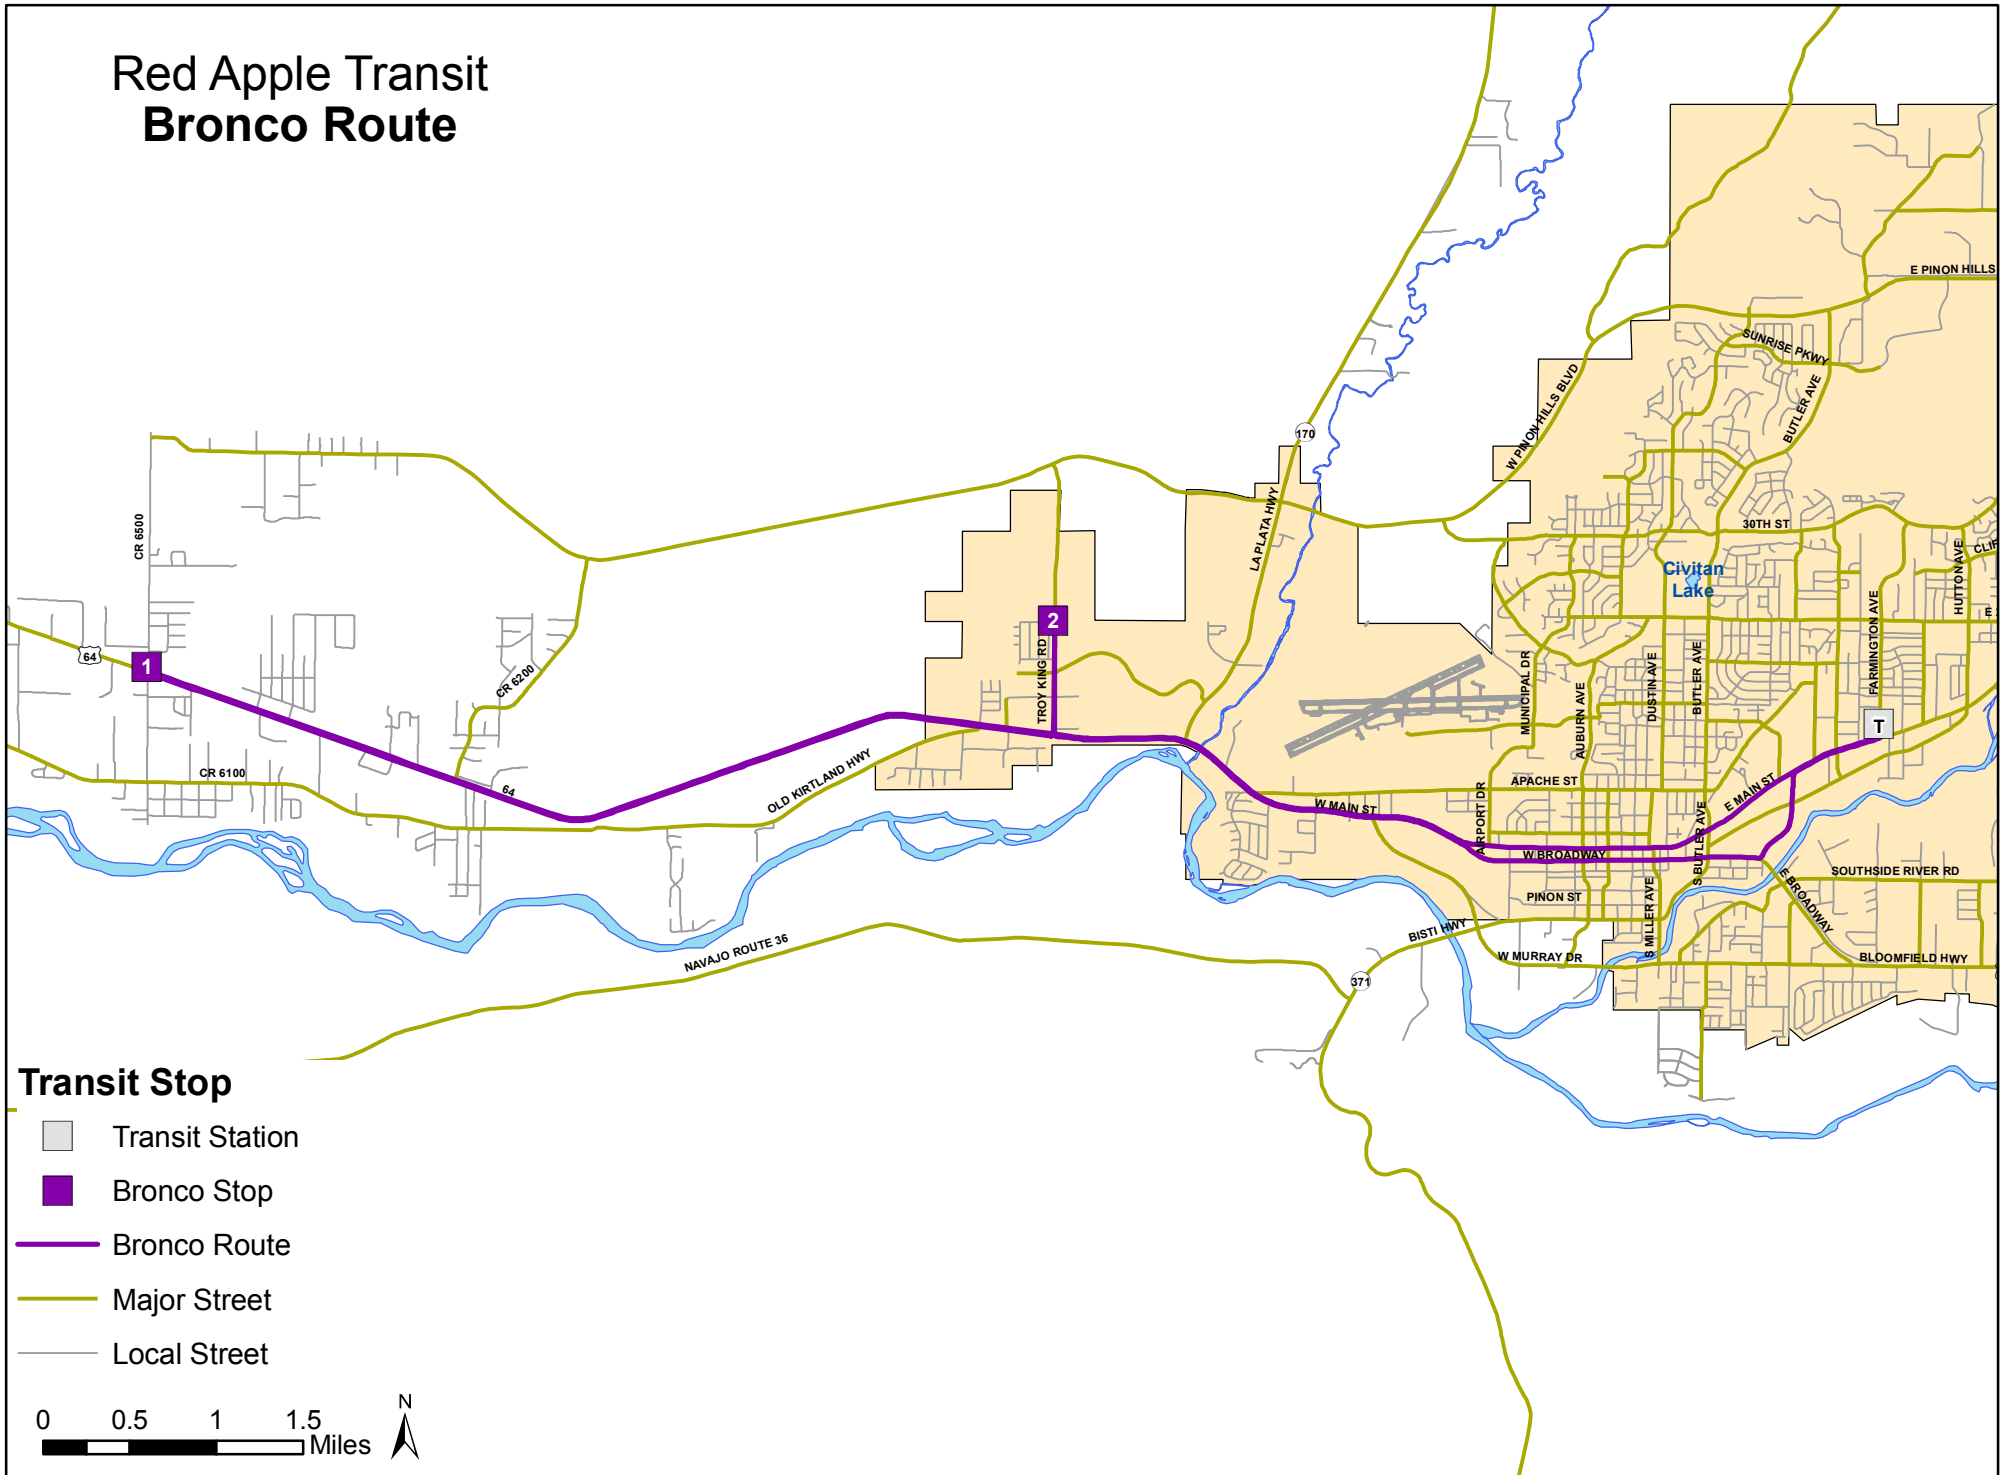 Red Apple Transit
Bronco Route
E PINON HILLS
SUNRISE PKWY
BUTLER AVE
W PINON HILLS BLVD
170
LA PLATA HWY
CR 6500
30TH ST
HUTTON AVE
Civitan
Lake
FARMINGTON AVE
E
2
TROY KING RD
64
1
CR 6200
MUNICIPAL DR
AUBURN AVE
DUSTIN AVE
BUTLER AVE
T
CR 6100
64
OLD KIRTLAND HWY
APACHE ST
W MAIN ST
AIRPORT DR
E MAIN ST
S BUTLER AVE
W BROADWAY
SOUTHSIDE RIVER RD
E BROADWAY
PINON ST
S MILLER AVE
BISTI HWY
NAVAJO ROUTE 36
W MURRAY DR
BLOOMFIELD HWY
371
Transit Stop
Transit Station
Bronco Stop
Bronco Route
Major Street
Local Street
N
0 0.5 1 1.5
Miles